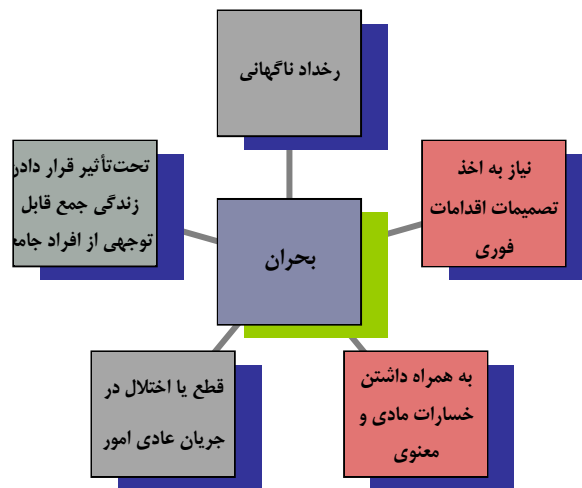 رخداد ناگهانی
نیاز به اخذ
تصمیمات اقدامات
فوری
به همراه داشتن
خسارات مادی و
معنوی
قطع یا اختلال در
جریان عادی امور
تحت‌تأثیر قرار دادن
زندگی جمع قابل
توجهی از افراد جامع
بحران